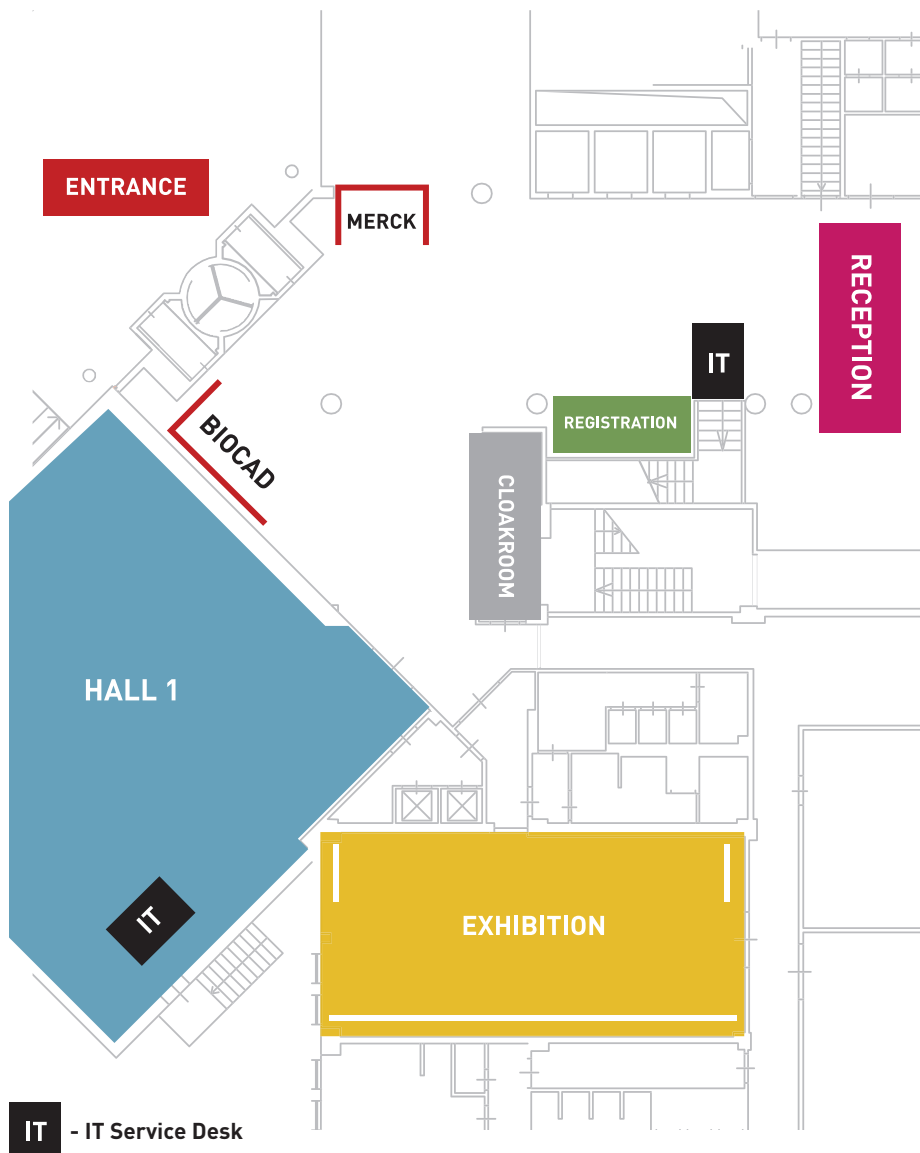 ENTRANCE
MERCK
RECEPTION
IT
REGISTRATION
BIOCAD
CLOAKROOM
HALL 1
IT
EXHIBITION
IT - IT Service Desk